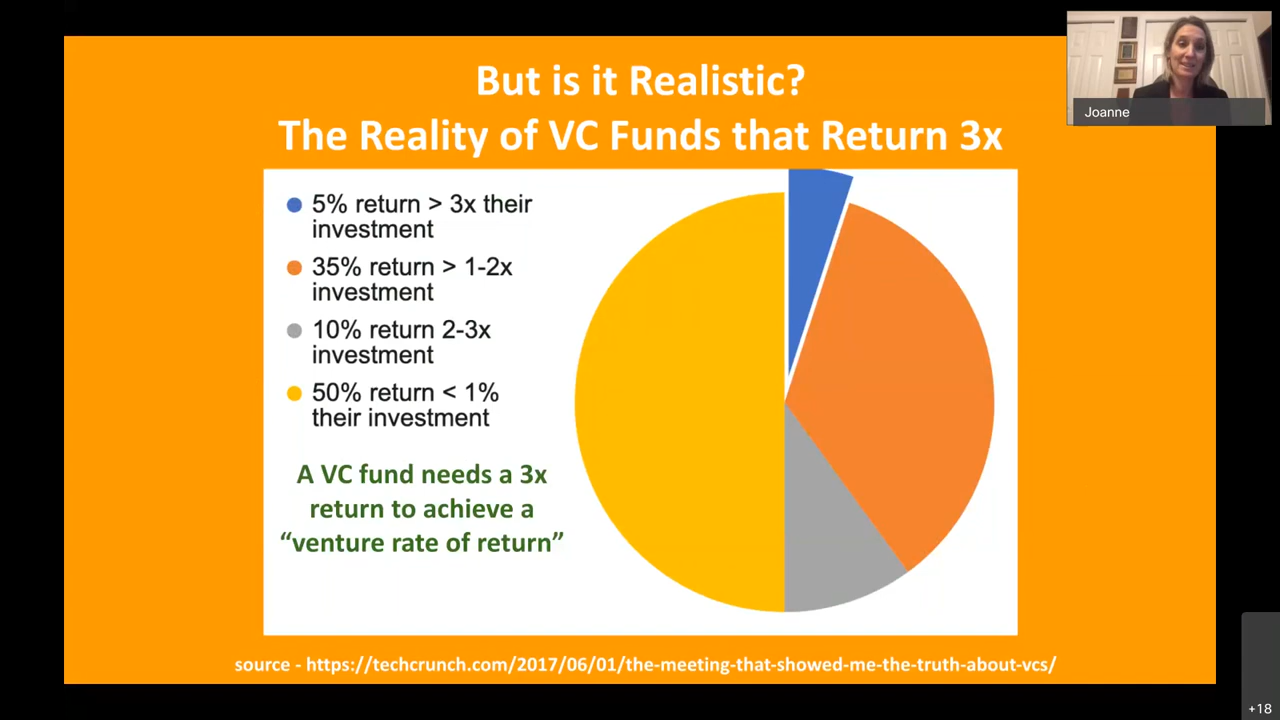 But is it Realistic?
The Reality of VC Funds that Return 3x
Joanne
5% return > 3x their
investment
35% return > 1-2x
investment
10% return 2-3x
investment
50% return < 1%
their investment
A VC fund needs a 3x
return to achieve a
“venture rate of return”
source - https://techcrunch.com/2017/06/01/the-meeting-that-showed-me-the-truth-about-vcs/
+18